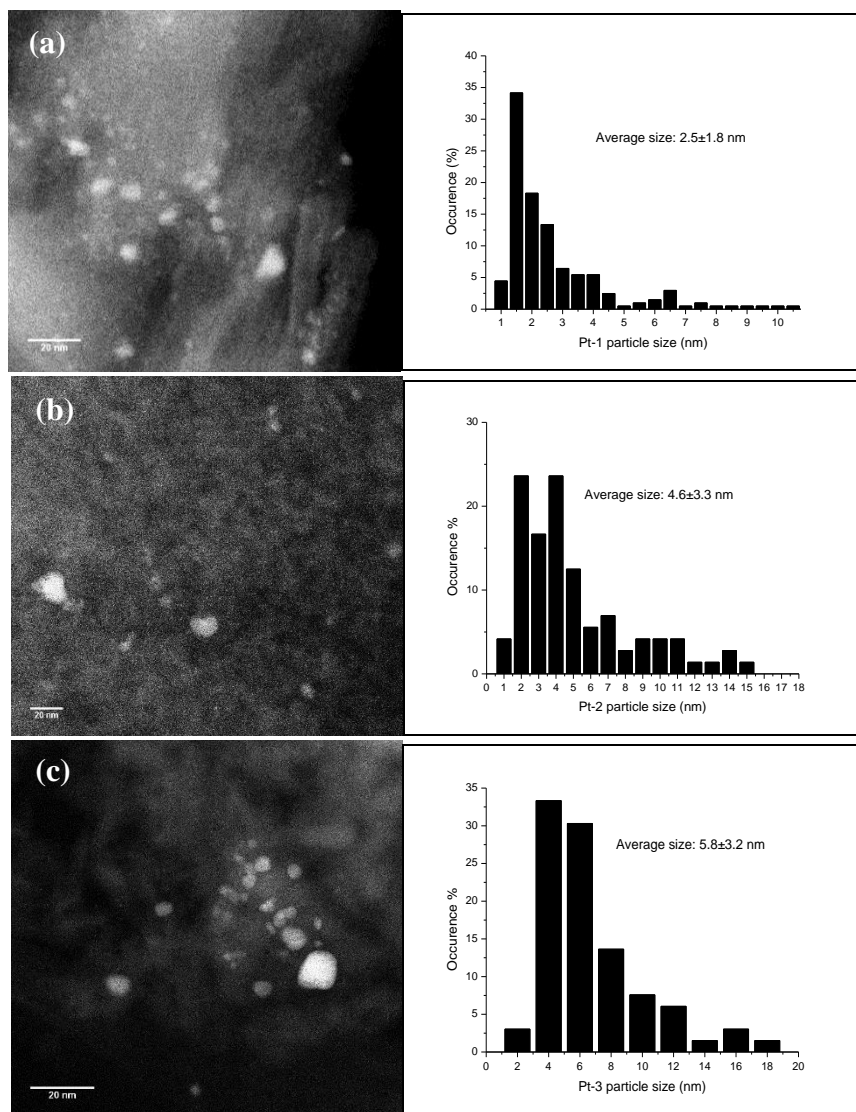 (a)
20 nm
40
35
30
25
20
15
10
5
0
Occurence (%)
Average size: 2.5±1.8 nm
1 2 3 4 5 6 7 8 9 10
Pt-1 particle size (nm)
(b)
20 nm
30
20
10
0
Occurence %
Average size: 4.6±3.3 nm
0 1 2 3 4 5 6 7 8 9 10 11 12 13 14 15 16 17 18
Pt-2 particle size (nm)
(c)
20 nm
35
30
25
20
15
10
5
0
Occurence %
Average size: 5.8±3.2 nm
2 4 6 8 10 12 14 16 18 20
Pt-3 particle size (nm)